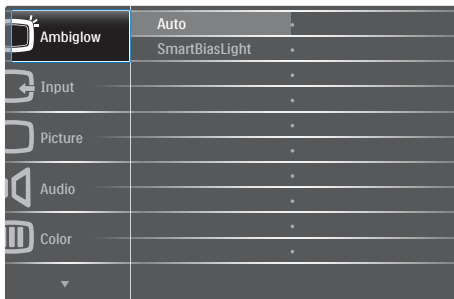 Ambiglow
Auto
SmartBiasLight
Input
Picture
Audio
Color